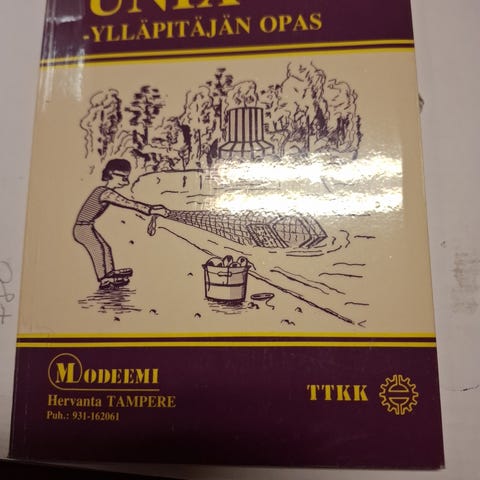 UNIX
-YLLÄPITÄJÄN OPAS
MODEEMI
Hervanta TAMPERE
Puh.: 931-162061
TTKK